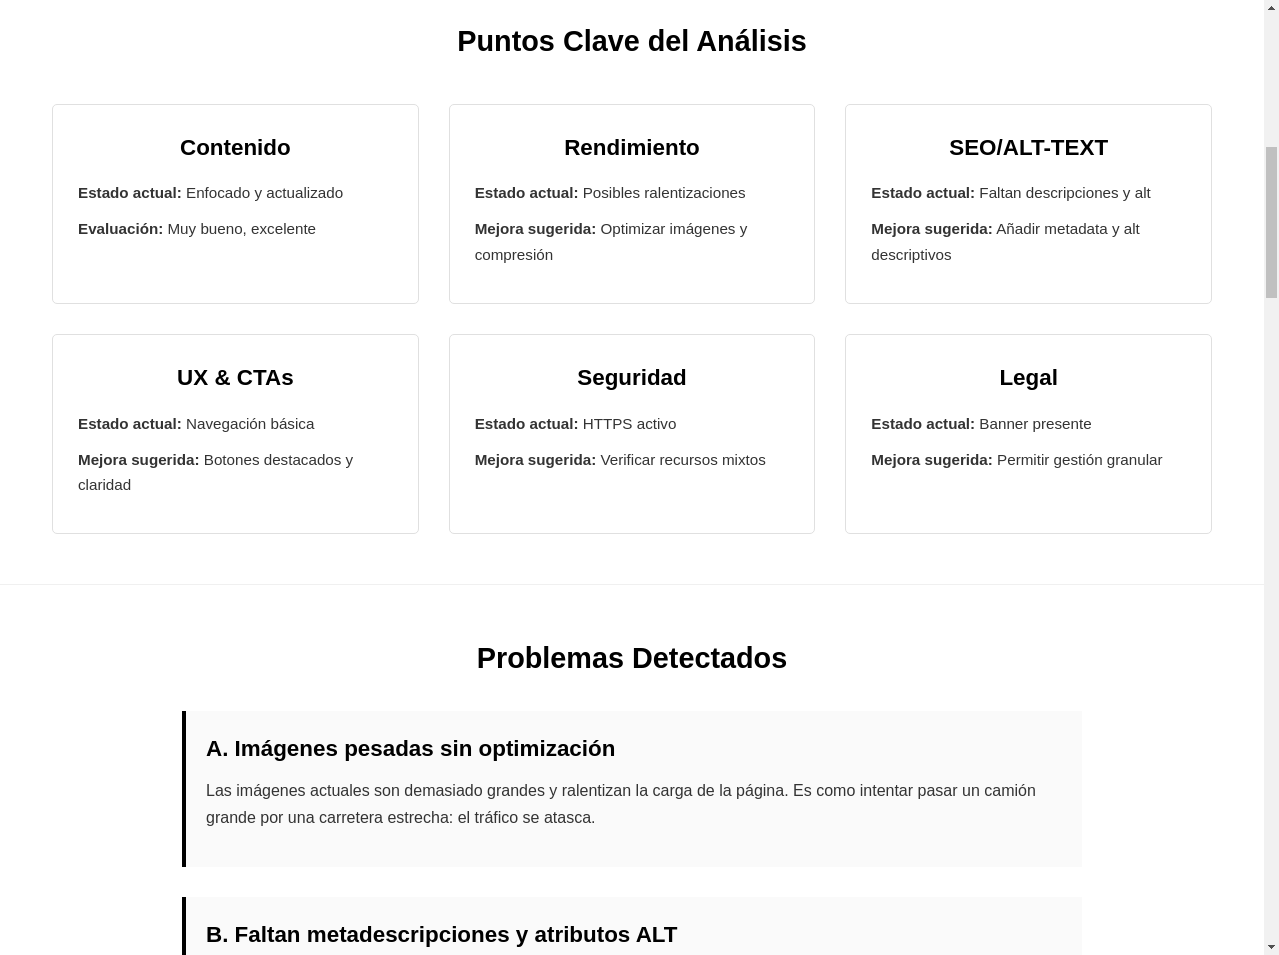 Puntos Clave del Análisis
Contenido
Estado actual: Enfocado y actualizado
Evaluación: Muy bueno, excelente
Rendimiento
Estado actual: Posibles ralentizaciones
Mejora sugerida: Optimizar imágenes y
compresión
SEO/ALT-TEXT
Estado actual: Faltan descripciones y alt
Mejora sugerida: Añadir metadata y alt
descriptivos
UX & CTAs
Estado actual: Navegación básica
Mejora sugerida: Botones destacados y
claridad
Seguridad
Estado actual: HTTPS activo
Mejora sugerida: Verificar recursos mixtos
Legal
Estado actual: Banner presente
Mejora sugerida: Permitir gestión granular
Problemas Detectados
A. Imágenes pesadas sin optimización
Las imágenes actuales son demasiado grandes y ralentizan la carga de la página. Es como intentar pasar un camión
grande por una carretera estrecha: el tráfico se atasca.
B. Faltan metadescripciones y atributos ALT